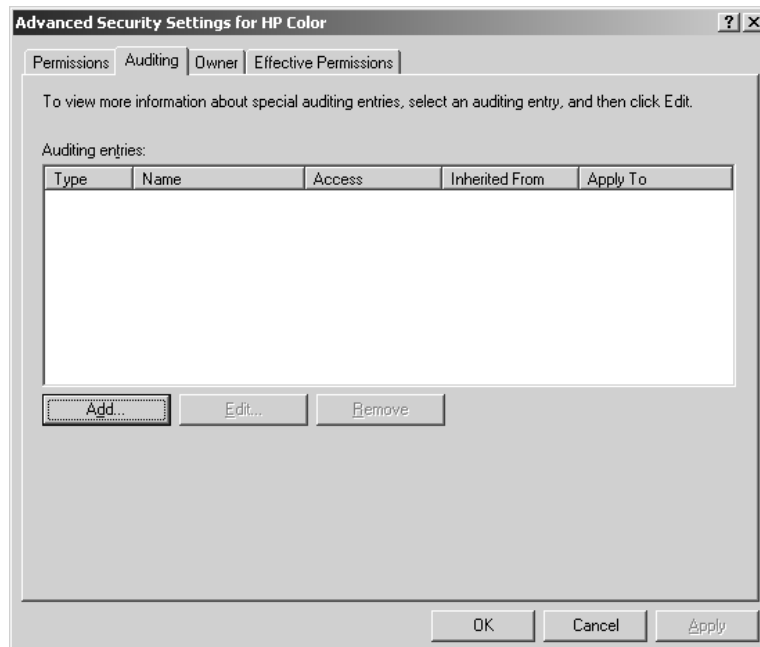 Advanced Security Settings for HP Color
Permissions Auditing Owner Effective Permissions
To view more information about special auditing entries, select an auditing entry, and then click Edit.
Auditing entries:
Type Name Access Inherited From Apply To
Add... Edit... Remove
OK Cancel Apply